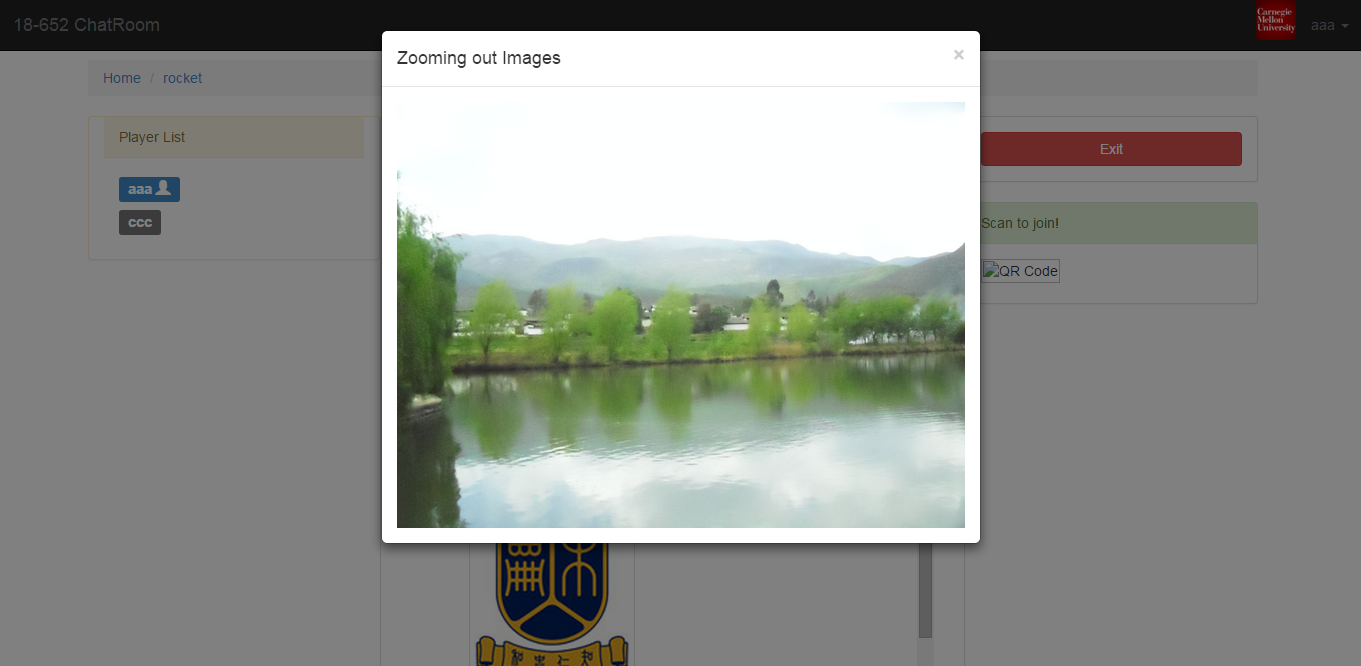 18-652 ChatRoom
Carnegie
Mellon
University
aaa
Zooming out Images
×
Home / rocket
Player List
aaa
ccc
Exit
Scan to join!
QR Code